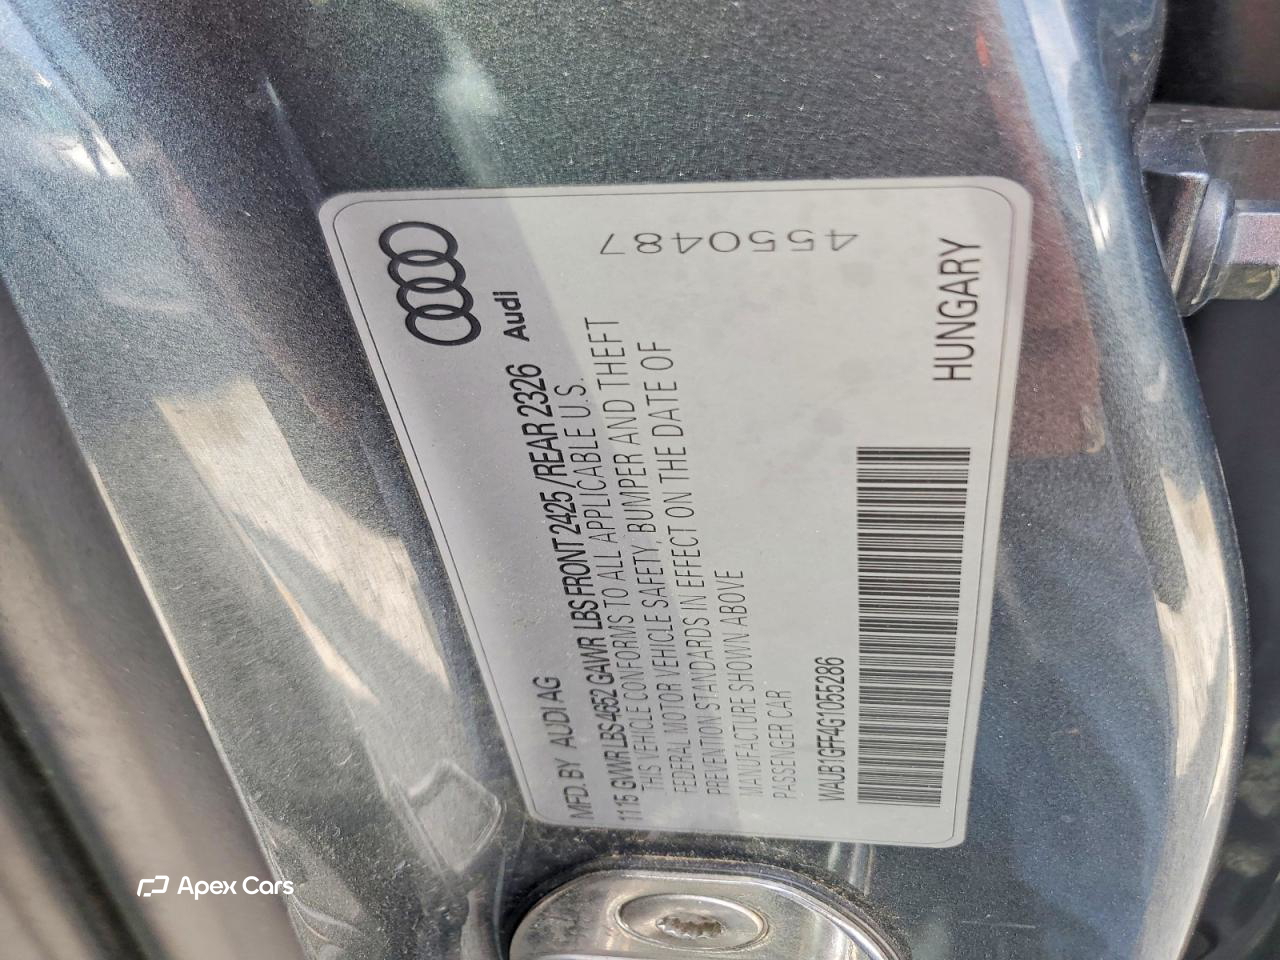 Audi
MFD.BY AUDI AG
11.15 GVWR LBS 4652 GAWR LBS FRONT 2425 / REAR 2326
THIS VEHICLE CONFORMS TO ALL APPLICABLE U.S.
FEDERAL MOTOR VEHICLE SAFETY, BUMPER AND THEFT
PREVENTION STANDARDS IN EFFECT ON THE DATE OF
MANUFACTURE SHOWN ABOVE
PASSENGER CAR
WAUB1GFF4G1055286
4550487
HUNGARY
Apex Cars